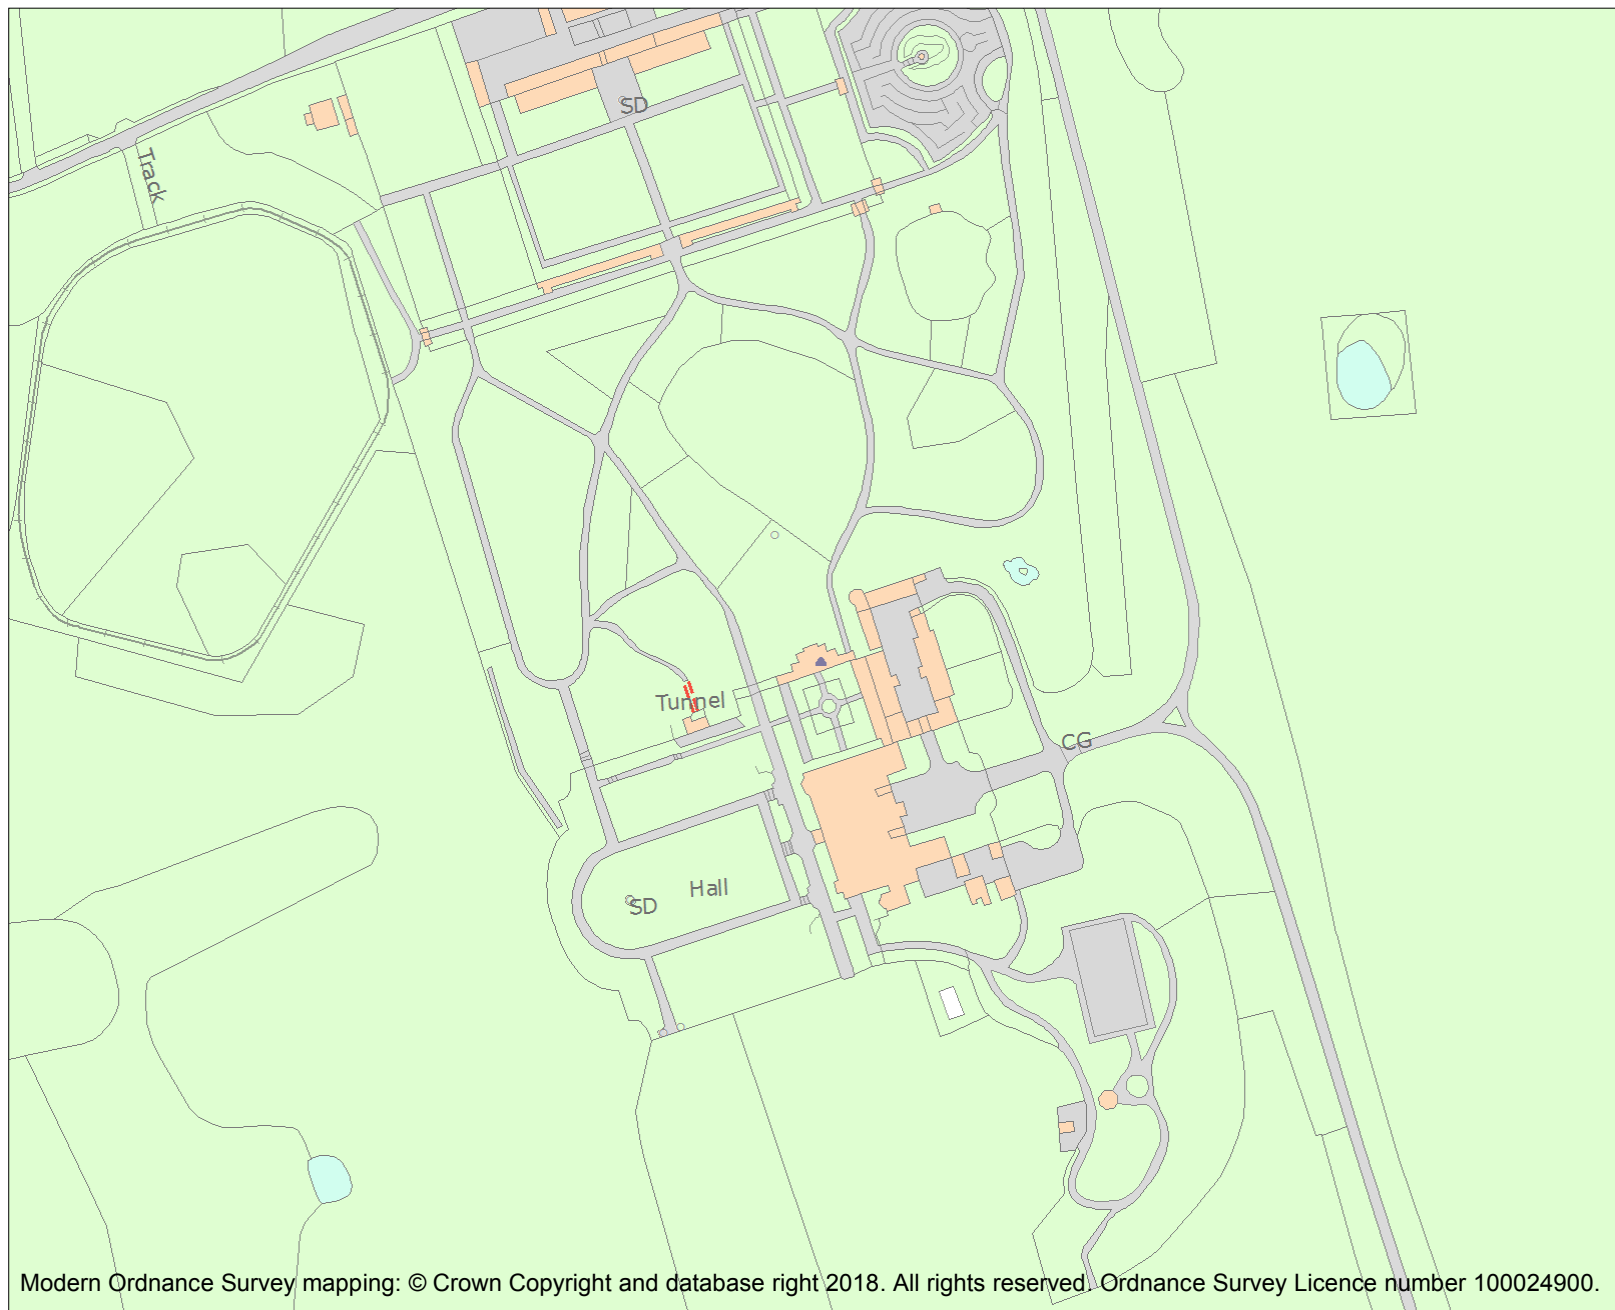 SD
Track
Tunnel
CG
Hall
SD
Modern Ordnance Survey mapping: © Crown Copyright and database right 2018. All rights reserved. Ordnance Survey Licence number 100024900.